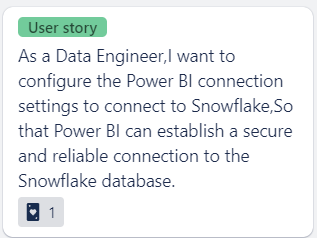 User story
As a Data Engineer,I want to
configure the Power BI connection
settings to connect to Snowflake,So
that Power BI can establish a secure
and reliable connection to the
Snowflake database.
1